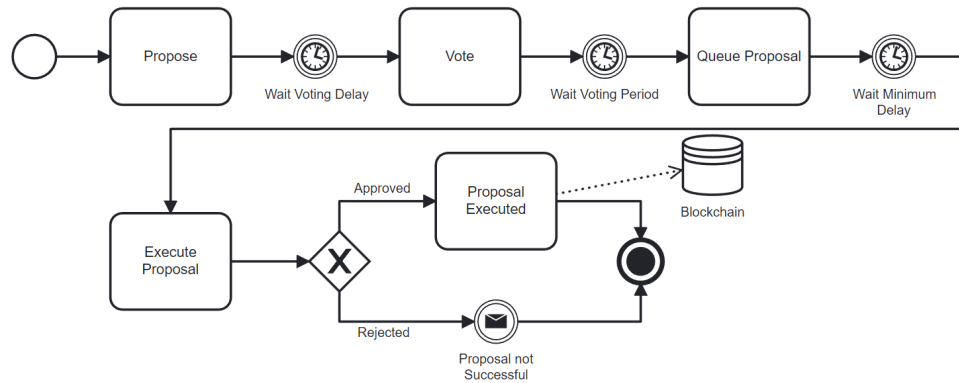 Propose
Wait Voting Delay
Vote
Wait Voting Period
Queue Proposal
Wait Minimum
Delay
Execute
Proposal
Approved
Rejected
Proposal
Executed
Blockchain
Proposal not
Successful